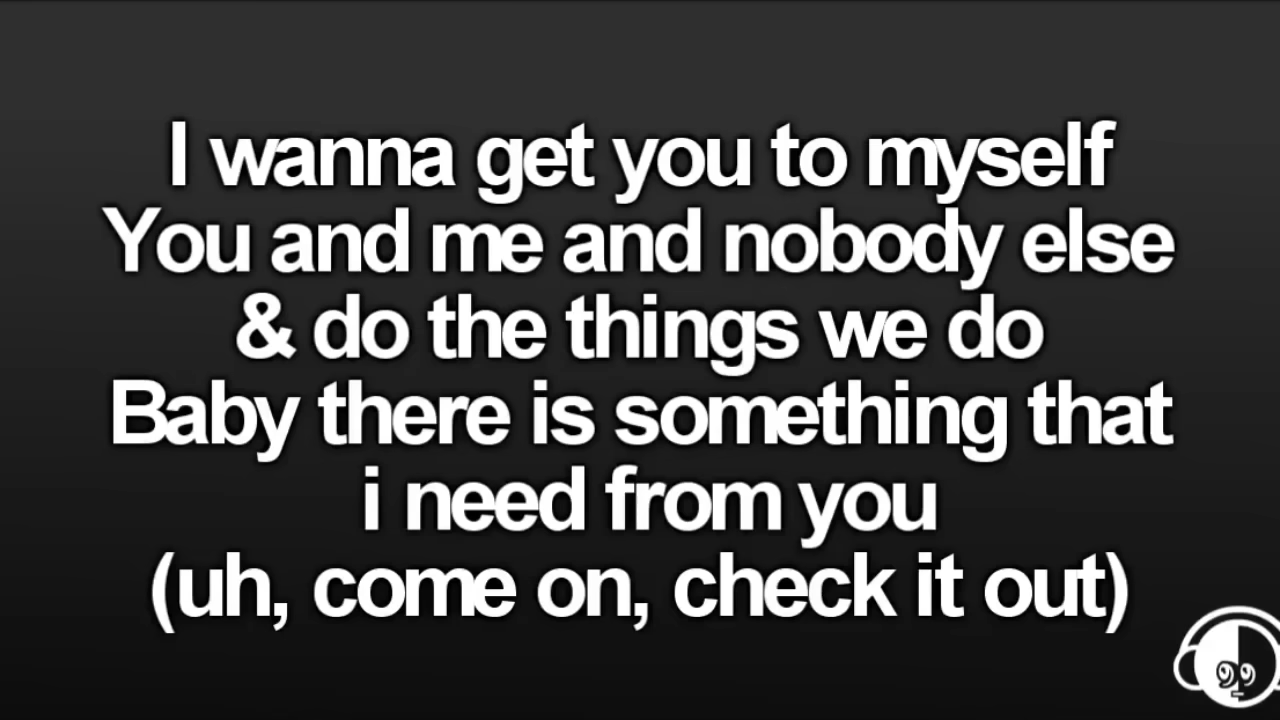 I wanna get you to myself
You and me and nobody else
& do the things we do
Baby there is something that
i need from you
(uh, come on, check it out)